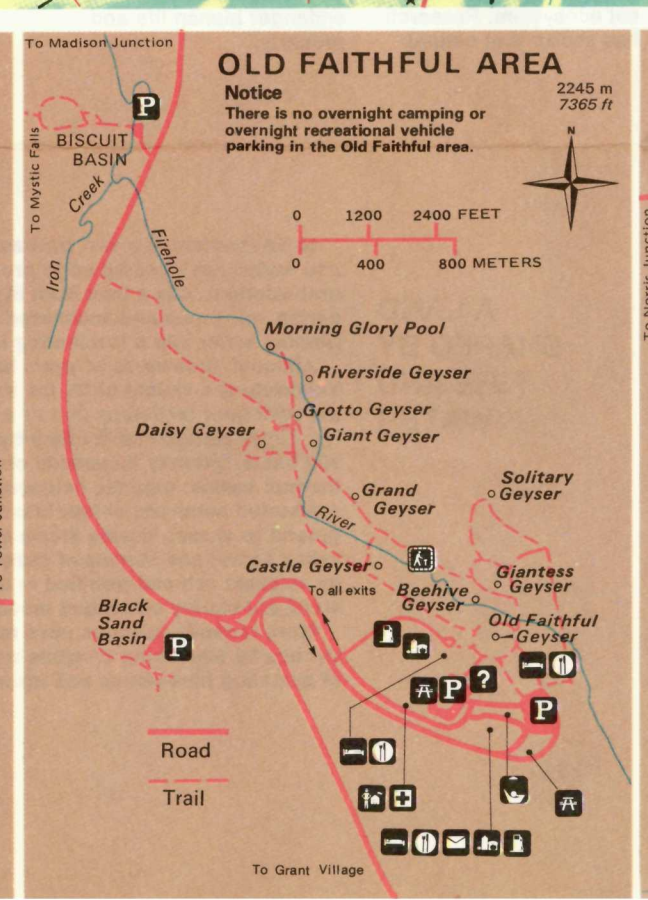 To Madison Junction
OLD FAITHFUL AREA
2245 m
7365 ft
Notice
There is no overnight camping or
overnight recreational vehicle
parking in the Old Faithful area.
N
P
BISCUIT
BASIN
To Mystic Falls
Creek
Iron
Firehole
0 1200 2400 FEET
0 400 800 METERS
Morning Glory Pool
Riverside Geyser
Grotto Geyser
Daisy Geyser
Giant Geyser
Grand
Geyser
Solitary
Geyser
River
Castle Geyser
To all exits
Beehive
Geyser
Giantess
Geyser
Old Faithful
Geyser
Black
Sand
Basin
P
P
?
P
Road
Trail
To Grant Village